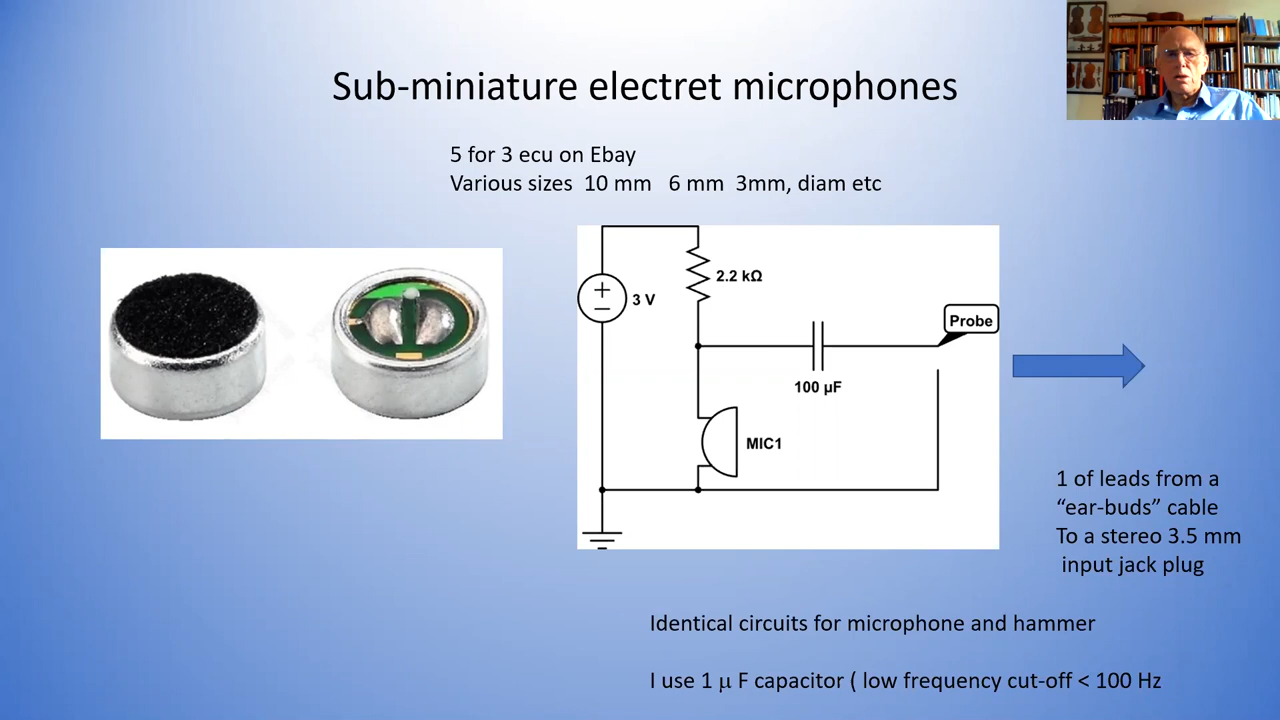 Sub-miniature electret microphones
5 for 3 ecu on Ebay
Various sizes 10 mm 6 mm 3mm, diam etc
2.2 kΩ
3 V
Probe
100 µF
MIC1
1 of leads from a
“ear-buds” cable
To a stereo 3.5 mm
input jack plug
Identical circuits for microphone and hammer
I use 1 µ F capacitor ( low frequency cut-off < 100 Hz